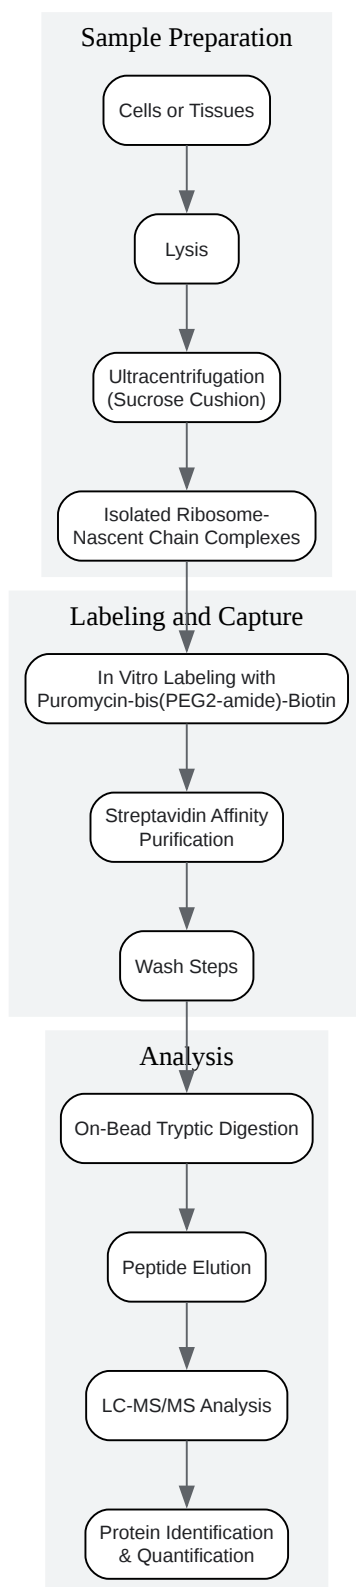 Sample Preparation
Cells or Tissues
Lysis
Ultracentrifugation
(Sucrose Cushion)
Isolated Ribosome-
Nascent Chain Complexes
Labeling and Capture
In Vitro Labeling with
Puromycin-bis(PEG2-amide)-Biotin
Streptavidin Affinity
Purification
Wash Steps
Analysis
On-Bead Tryptic Digestion
Peptide Elution
LC-MS/MS Analysis
Protein Identification
& Quantification